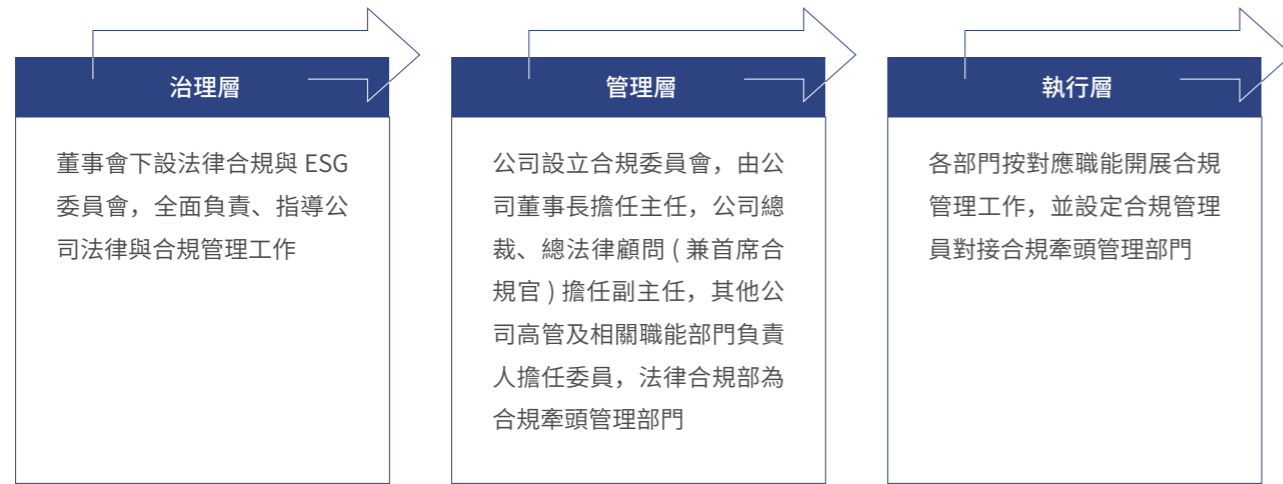 治理層
董事會下設法律合規與 ESG
委員會，全面負責、指導公
司法律與合規管理工作
管理層
公司設立合規委員會，由公
司董事長擔任主任，公司總
裁、總法律顧問 ( 兼首席合
規官 ) 擔任副主任，其他公
司高管及相關職能部門負責
人擔任委員，法律合規部為
合規牽頭管理部門
執行層
各部門按對應職能開展合規
管理工作，並設定合規管理
員對接合規牽頭管理部門